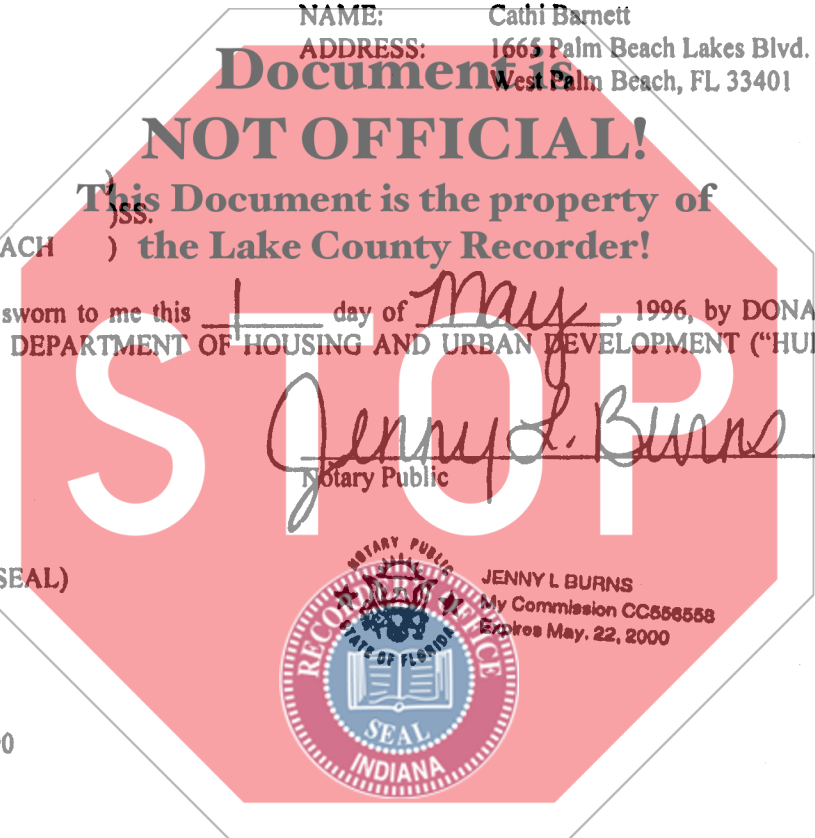 NAME: Cathi Barnett
ADDRESS: 1665 Palm Beach Lakes Blvd.
West Palm Beach, FL 33401
Document is
NOT OFFICIAL!
This Document is the property of
the Lake County Recorder!
)
)SS.
ACH )
sworn to me this 1 day of May, 1996, by DONA
DEPARTMENT OF HOUSING AND URBAN DEVELOPMENT ("HU
STOP
Jenny L. Burns
Notary Public
SEAL)
NOTARY PUBLIC
STATE OF FLORIDA
JENNY L BURNS
My Commission CC556558
Expires May. 22, 2000
RECORDER'S OFFICE
SEAL
INDIANA
0